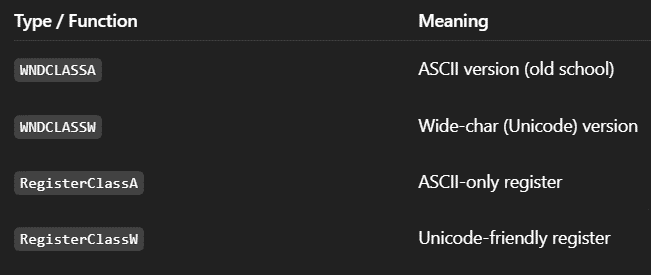 Type / Function Meaning
WNDCLASSA ASCII version (old school)
WNDCLASSW Wide-char (Unicode) version
RegisterClassA ASCII-only register
RegisterClassW Unicode-friendly register